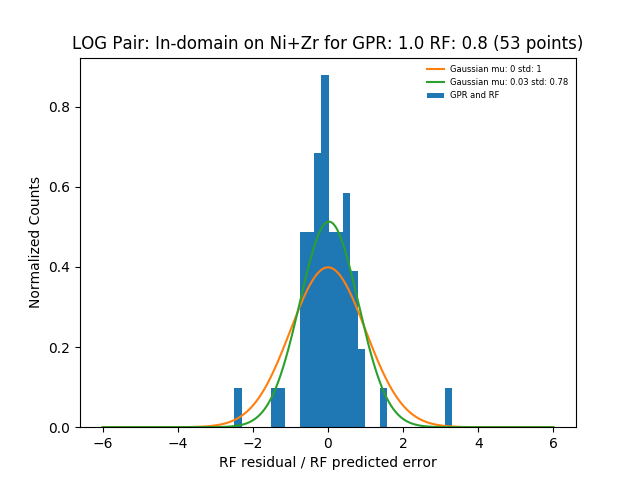 LOG Pair: In-domain on Ni+Zr for GPR: 1.0 RF: 0.8 (53 points)
Gaussian mu: 0 std: 1
Gaussian mu: 0.03 std: 0.78
GPR and RF
Normalized Counts
0.8
0.6
0.4
0.2
0.0
−6 −4 −2 0 2 4 6
RF residual / RF predicted error